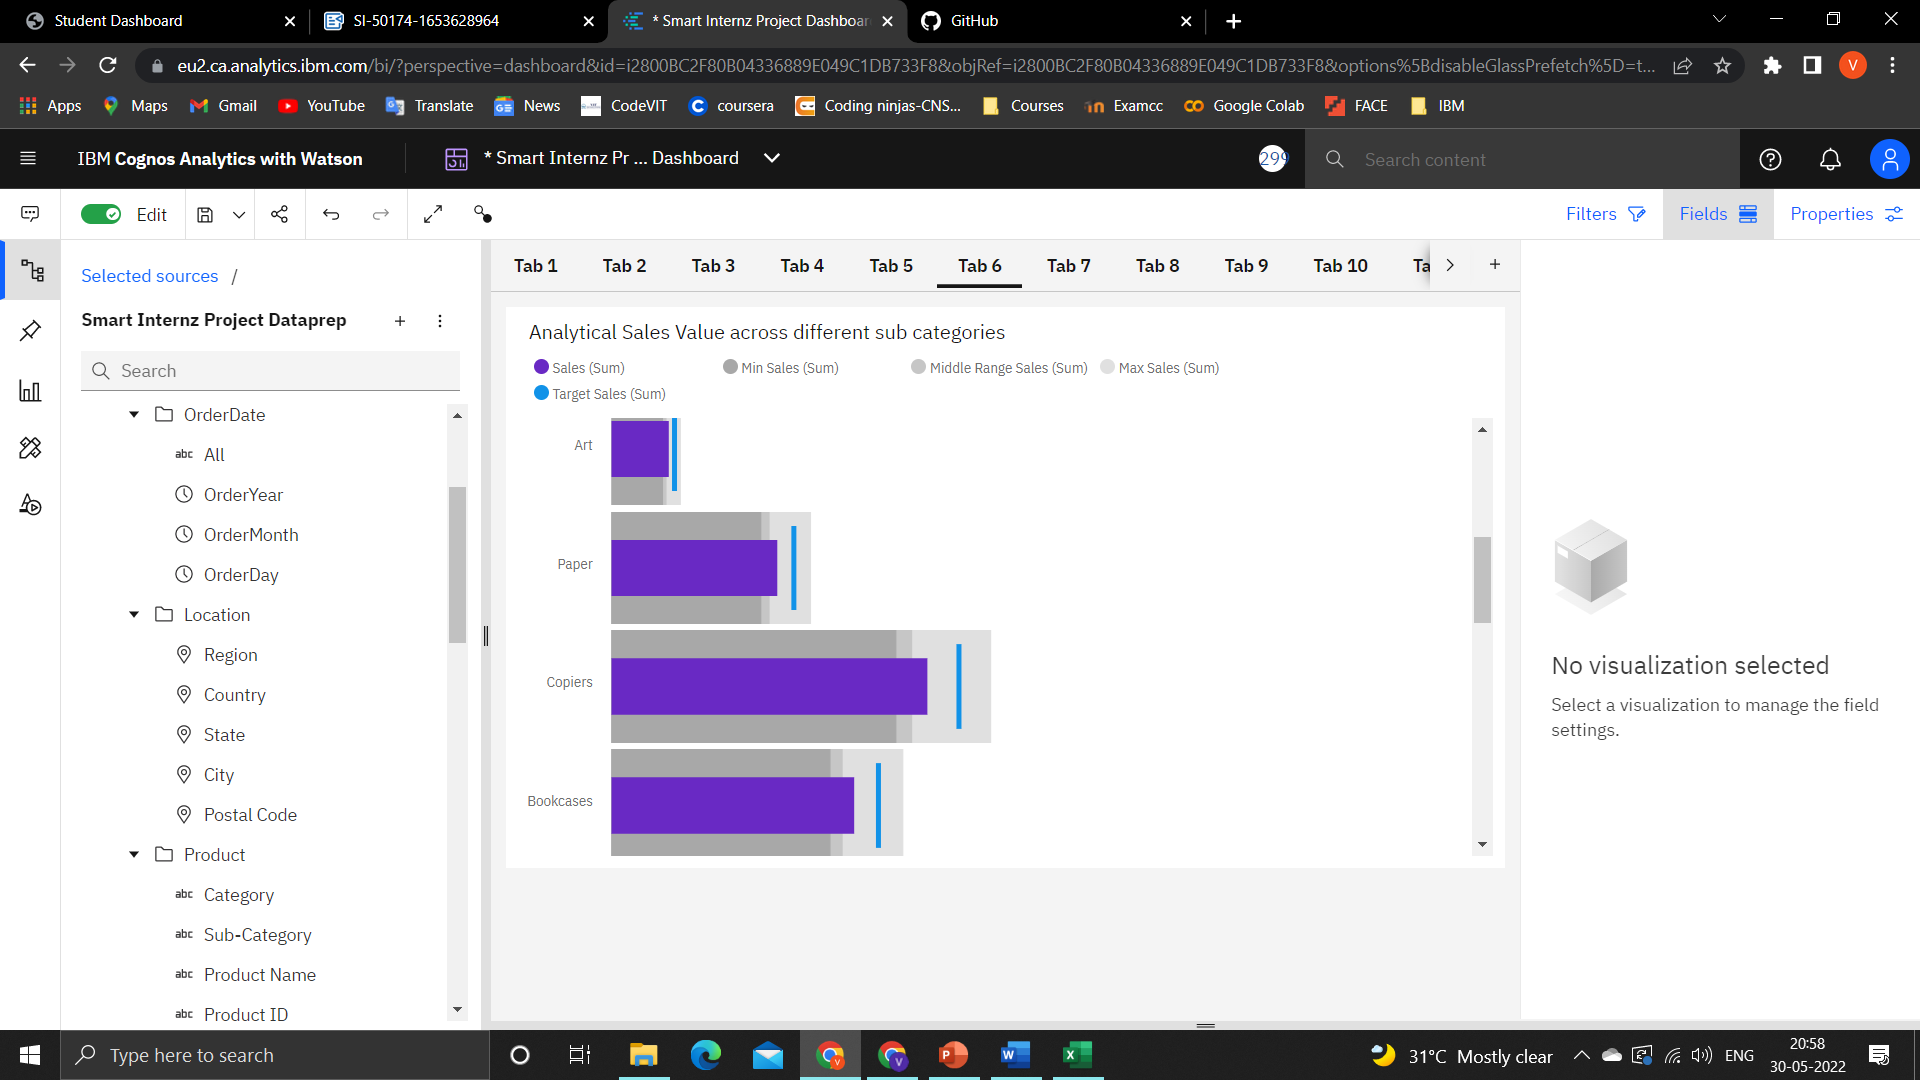 Student Dashboard
SI-50174-1653628964
* Smart Internz Project Dashboar
GitHub
eu2.ca.analytics.ibm.com/bi/?perspective=dashboard&id=i2800BC2F80B04336889E049C1DB733F8&objRef=i2800BC2F80B04336889E049C1DB733F8&options%5BdisableGlassPrefetch%5D=t...
V
Apps
Maps
Gmail
YouTube
Translate
News
CodeVIT
coursera
Coding ninjas-CNS...
Courses
Examcc
Google Colab
FACE
IBM
IBM Cognos Analytics with Watson
* Smart Internz Pr ... Dashboard
299
Search content
Edit
Filters
Fields
Properties
Selected sources /
Smart Internz Project Dataprep
Search
OrderDate
abc All
OrderYear
OrderMonth
OrderDay
Location
Region
Country
State
City
Postal Code
Product
abc Category
abc Sub-Category
abc Product Name
abc Product ID
Tab 1
Tab 2
Tab 3
Tab 4
Tab 5
Tab 6
Tab 7
Tab 8
Tab 9
Tab 10
Ta
Analytical Sales Value across different sub categories
Sales (Sum)
Min Sales (Sum)
Middle Range Sales (Sum)
Max Sales (Sum)
Target Sales (Sum)
Art
Paper
Copiers
Bookcases
No visualization selected
Select a visualization to manage the field
settings.
Type here to search
31°C Mostly clear
ENG
20:58
30-05-2022